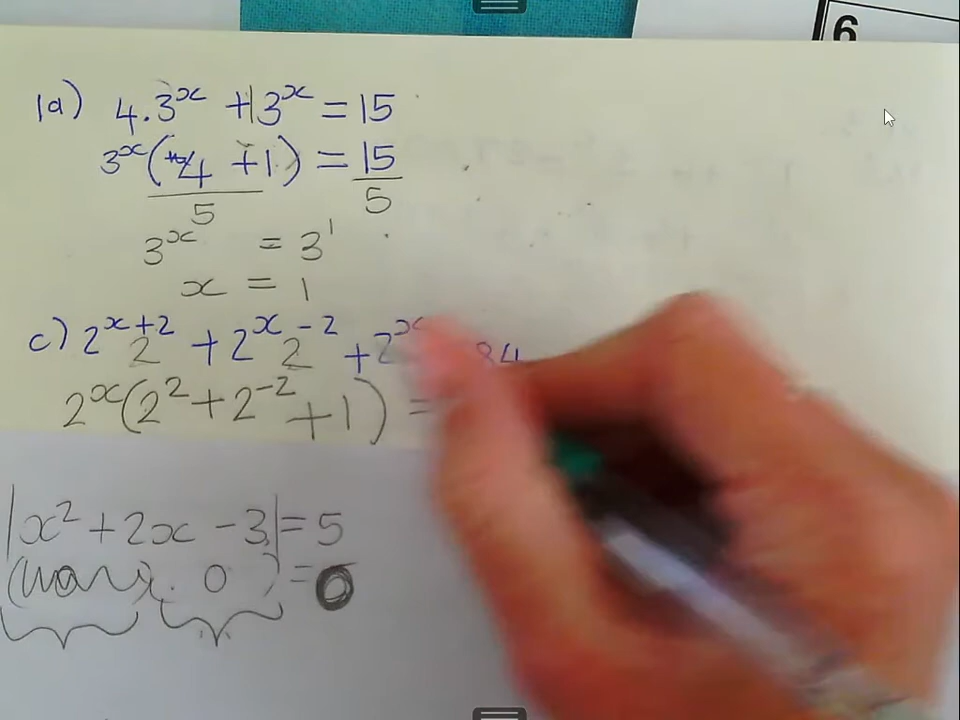 6
1a) 4.3^x + 3^x = 15
3^x(4 + 1) = 15
5 5
3^x = 3^1
x = 1
c) 2^x+2 + 2^x-2 + 2^x 84
2 2
2^x(2^2 + 2^-2 + 1) =
|x^2 + 2x - 3| = 5
0 ) = 0